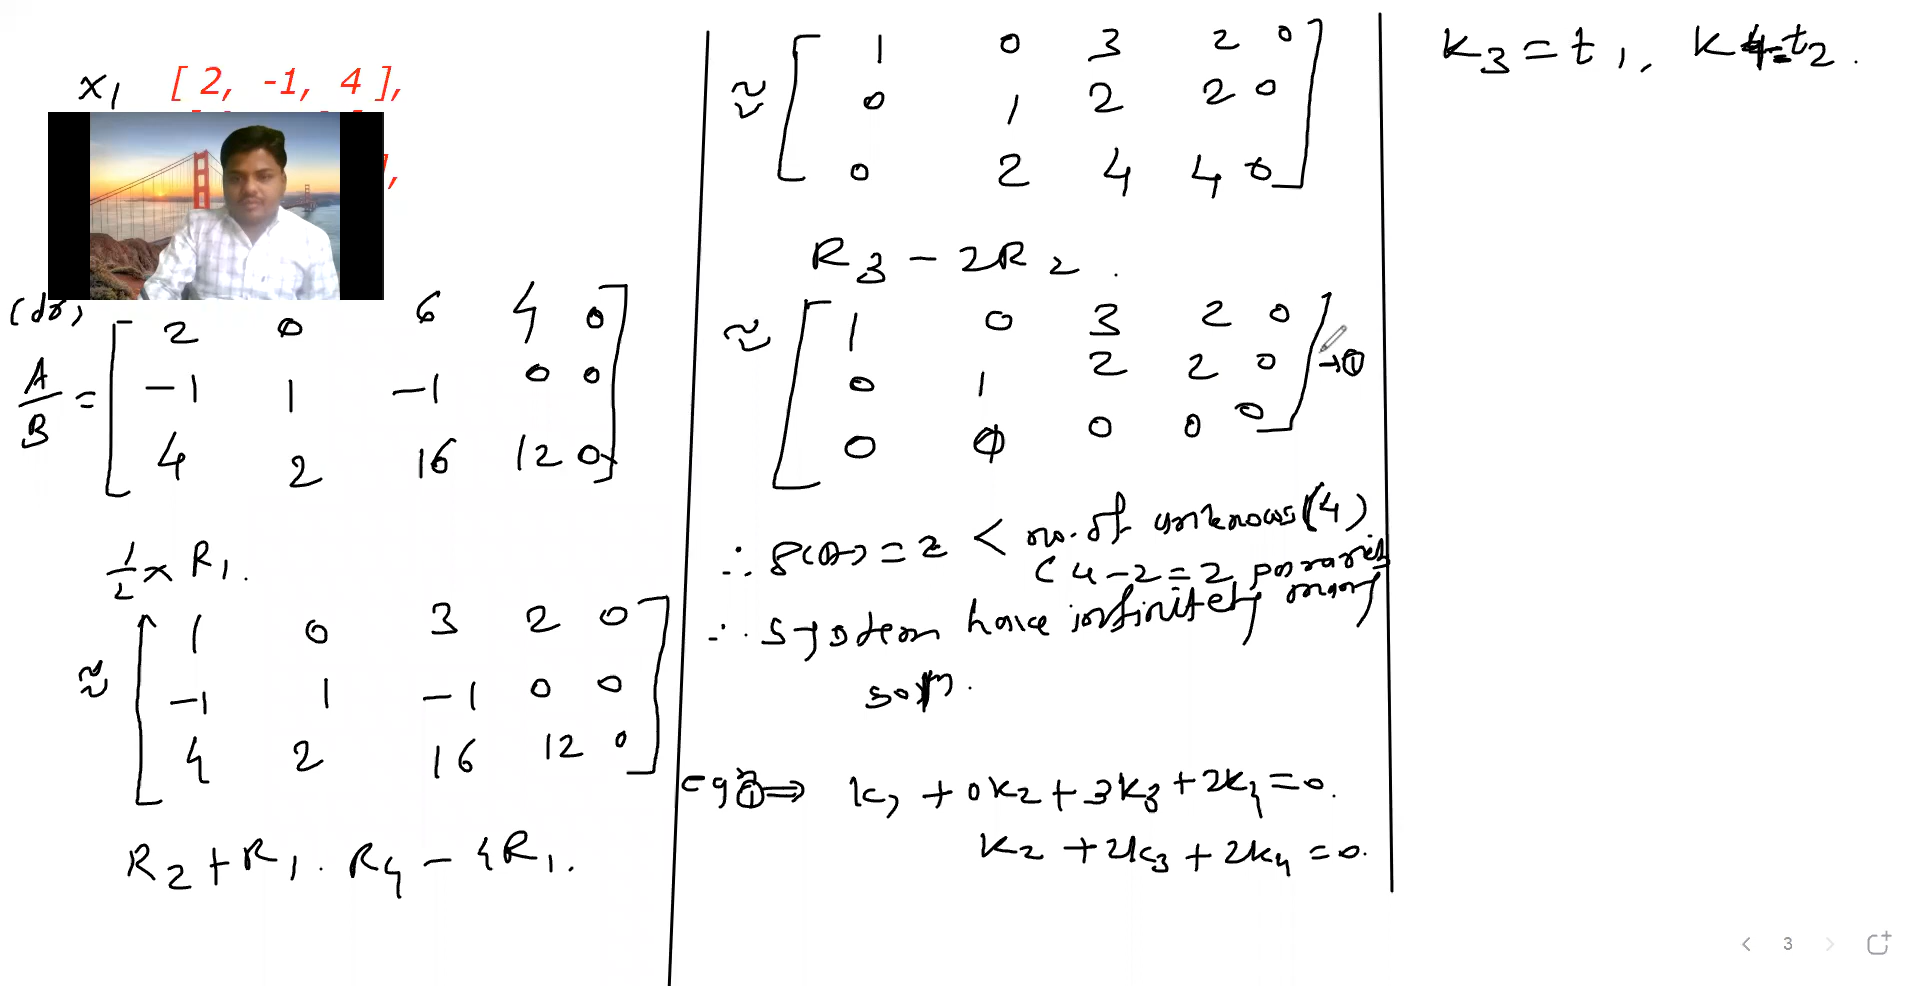 x1 [ 2, -1, 4 ],
2 0 6 4 0
A/B = -1 1 -1 0 0
4 2 16 12 0
1/2 x R1.
≈ 1 0 3 2 0
-1 1 -1 0 0
4 2 16 12 0
R2 + R1. R4 - 4R1.
≈ 1 0 3 2 0
0 1 2 2 0
0 2 4 4 0
R3 - 2R2.
≈ 1 0 3 2 0
0 1 2 2 0 → ①
0 0 0 0 0
∴ ρ(A) = 2 < no. of unknows (4)
( 4 - 2 = 2
∴ system have infinitely many
soln.
eqn ① ⇒ k1 + 0k2 + 3k3 + 2k4 = 0.
k2 + 2k3 + 2k4 = 0.
k3 = t1, k4 = t2.
3